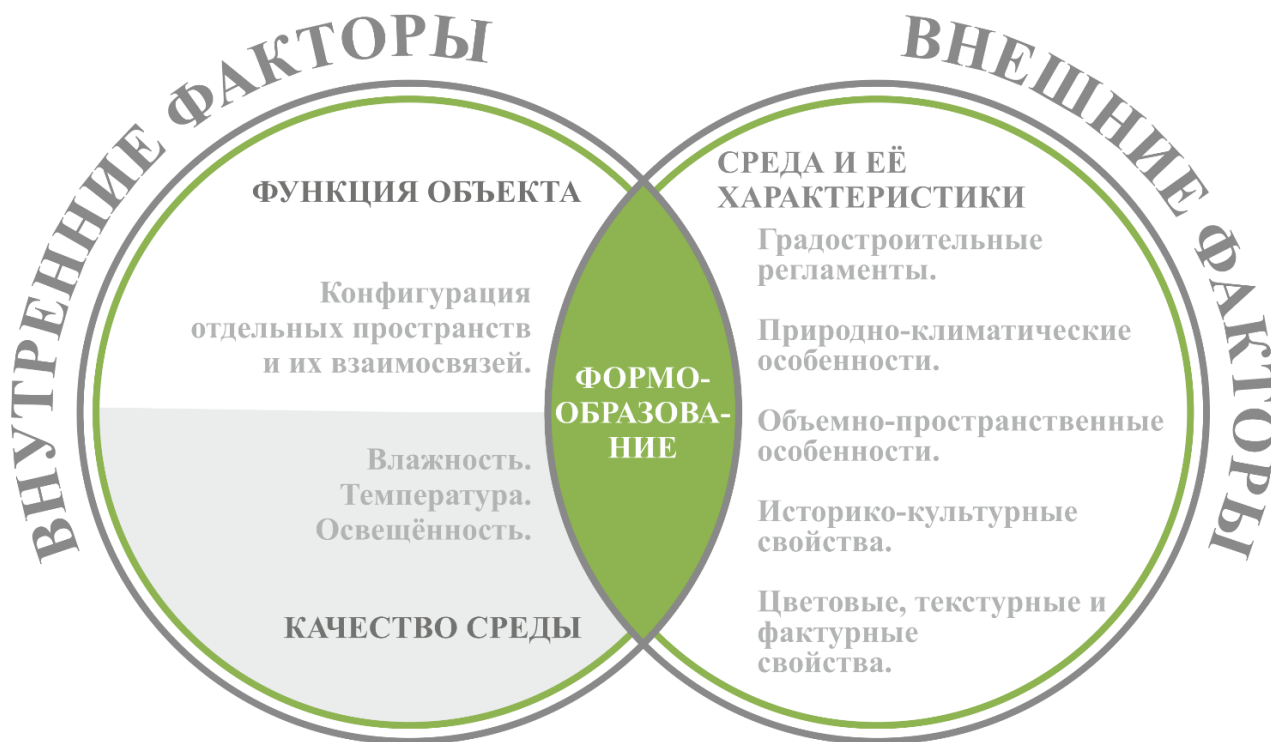 ВНУТРЕННИЕ ФАКТОРЫ
ФУНКЦИЯ ОБЪЕКТА
Конфигурация
отдельных пространств
и их взаимосвязей.
Влажность.
Температура.
Освещённость.
КАЧЕСТВО СРЕДЫ
ФОРМО-
ОБРАЗОВА-
НИЕ
ВНЕШНИЕ ФАКТОРЫ
СРЕДА И ЕЁ
ХАРАКТЕРИСТИКИ
Градостроительные
регламенты.
Природно-климатические
особенности.
Объемно-пространственные
особенности.
Историко-культурные
свойства.
Цветовые, текстурные и
фактурные
свойства.